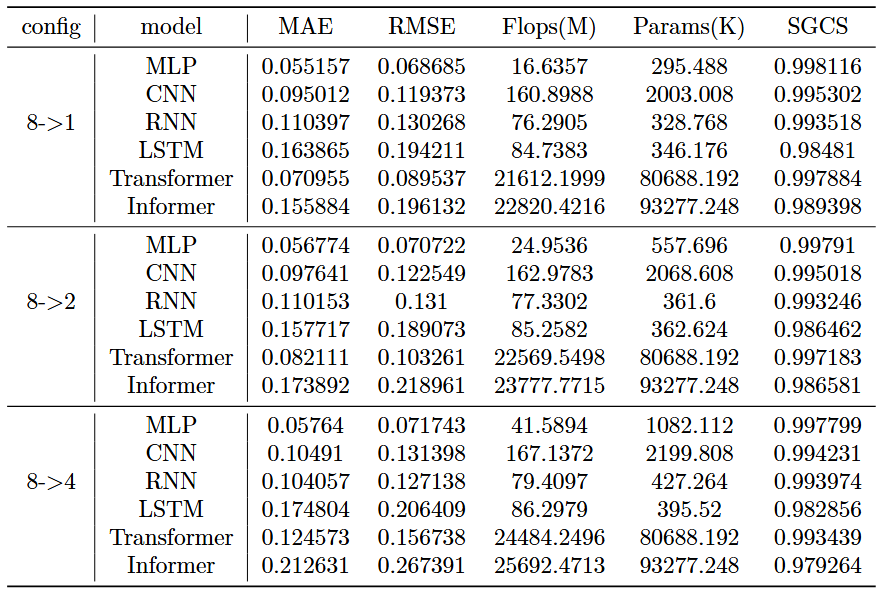 config model MAE RMSE Flops(M) Params(K) SGCS
MLP 0.055157 0.068685 16.6357 295.488 0.998116
CNN 0.095012 0.119373 160.8988 2003.008 0.995302
8->1 RNN 0.110397 0.130268 76.2905 328.768 0.993518
LSTM 0.163865 0.194211 84.7383 346.176 0.98481
Transformer 0.070955 0.089537 21612.1999 80688.192 0.997884
Informer 0.155884 0.196132 22820.4216 93277.248 0.989398
MLP 0.056774 0.070722 24.9536 557.696 0.99791
CNN 0.097641 0.122549 162.9783 2068.608 0.995018
8->2 RNN 0.110153 0.131 77.3302 361.6 0.993246
LSTM 0.157717 0.189073 85.2582 362.624 0.986462
Transformer 0.082111 0.103261 22569.5498 80688.192 0.997183
Informer 0.173892 0.218961 23777.7715 93277.248 0.986581
MLP 0.05764 0.071743 41.5894 1082.112 0.997799
CNN 0.10491 0.131398 167.1372 2199.808 0.994231
8->4 RNN 0.104057 0.127138 79.4097 427.264 0.993974
LSTM 0.174804 0.206409 86.2979 395.52 0.982856
Transformer 0.124573 0.156738 24484.2496 80688.192 0.993439
Informer 0.212631 0.267391 25692.4713 93277.248 0.979264